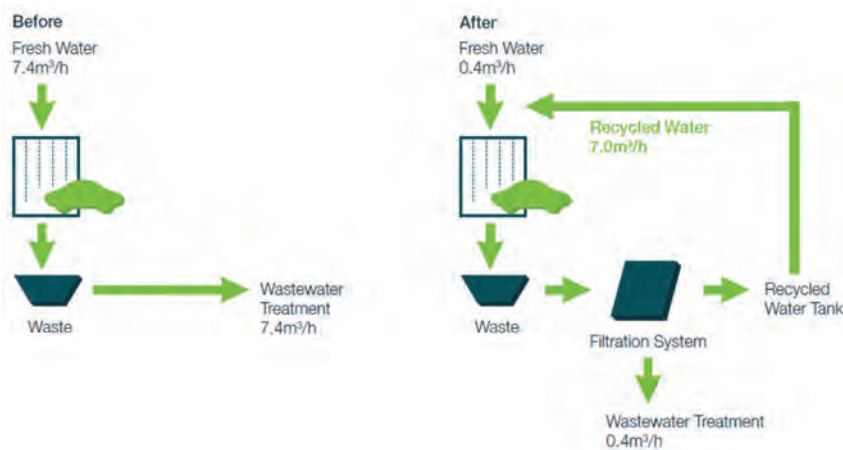 Before
Fresh Water
7.4m³/h
Waste
Wastewater
Treatment
7.4m³/h
After
Fresh Water
0.4m³/h
Recycled Water
7.0m³/h
Waste
Filtration System
Recycled
Water Tank
Wastewater Treatment
0.4m³/h